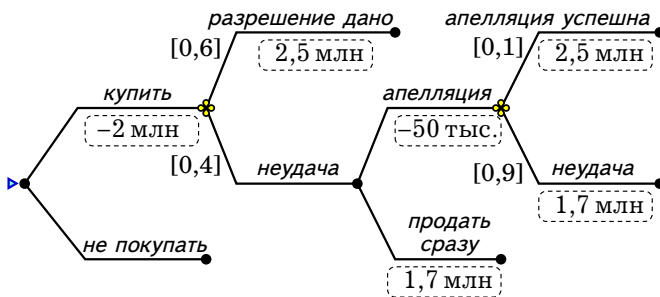 разрешение дано
апелляция успешна
[0,6]
2,5 млн
[0,1]
2,5 млн
купить
апелляция
–2 млн
–50 тыс.
[0,4]
неудача
[0,9]
неудача
1,7 млн
не покупать
продать
сразу
1,7 млн